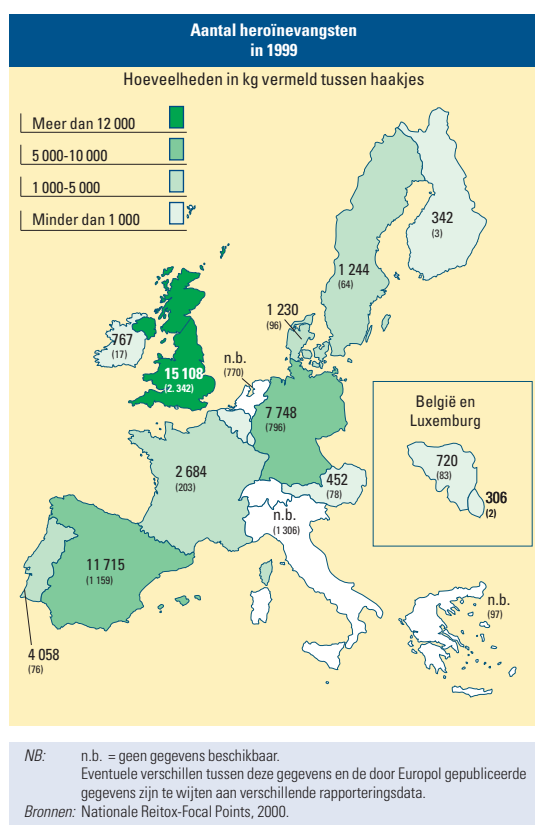 Aantal heroïnevangsten
in 1999
Hoeveelheden in kg vermeld tussen haakjes
Meer dan 12 000
5 000-10 000
1 000-5 000
Minder dan 1 000
342
(3)
1 244
(64)
1 230
(96)
767
(17)
15 108
(2. 342)
n.b.
(770)
7 748
(796)
België en
Luxemburg
720
(83)
306
(2)
2 684
(203)
452
(78)
n.b.
(1 306)
11 715
(1 159)
n.b.
(97)
4 058
(76)
NB: n.b. = geen gegevens beschikbaar.
Eventuele verschillen tussen deze gegevens en de door Europol gepubliceerde
gegevens zijn te wijten aan verschillende rapporteringsdata.
Bronnen: Nationale Reitox-Focal Points, 2000.